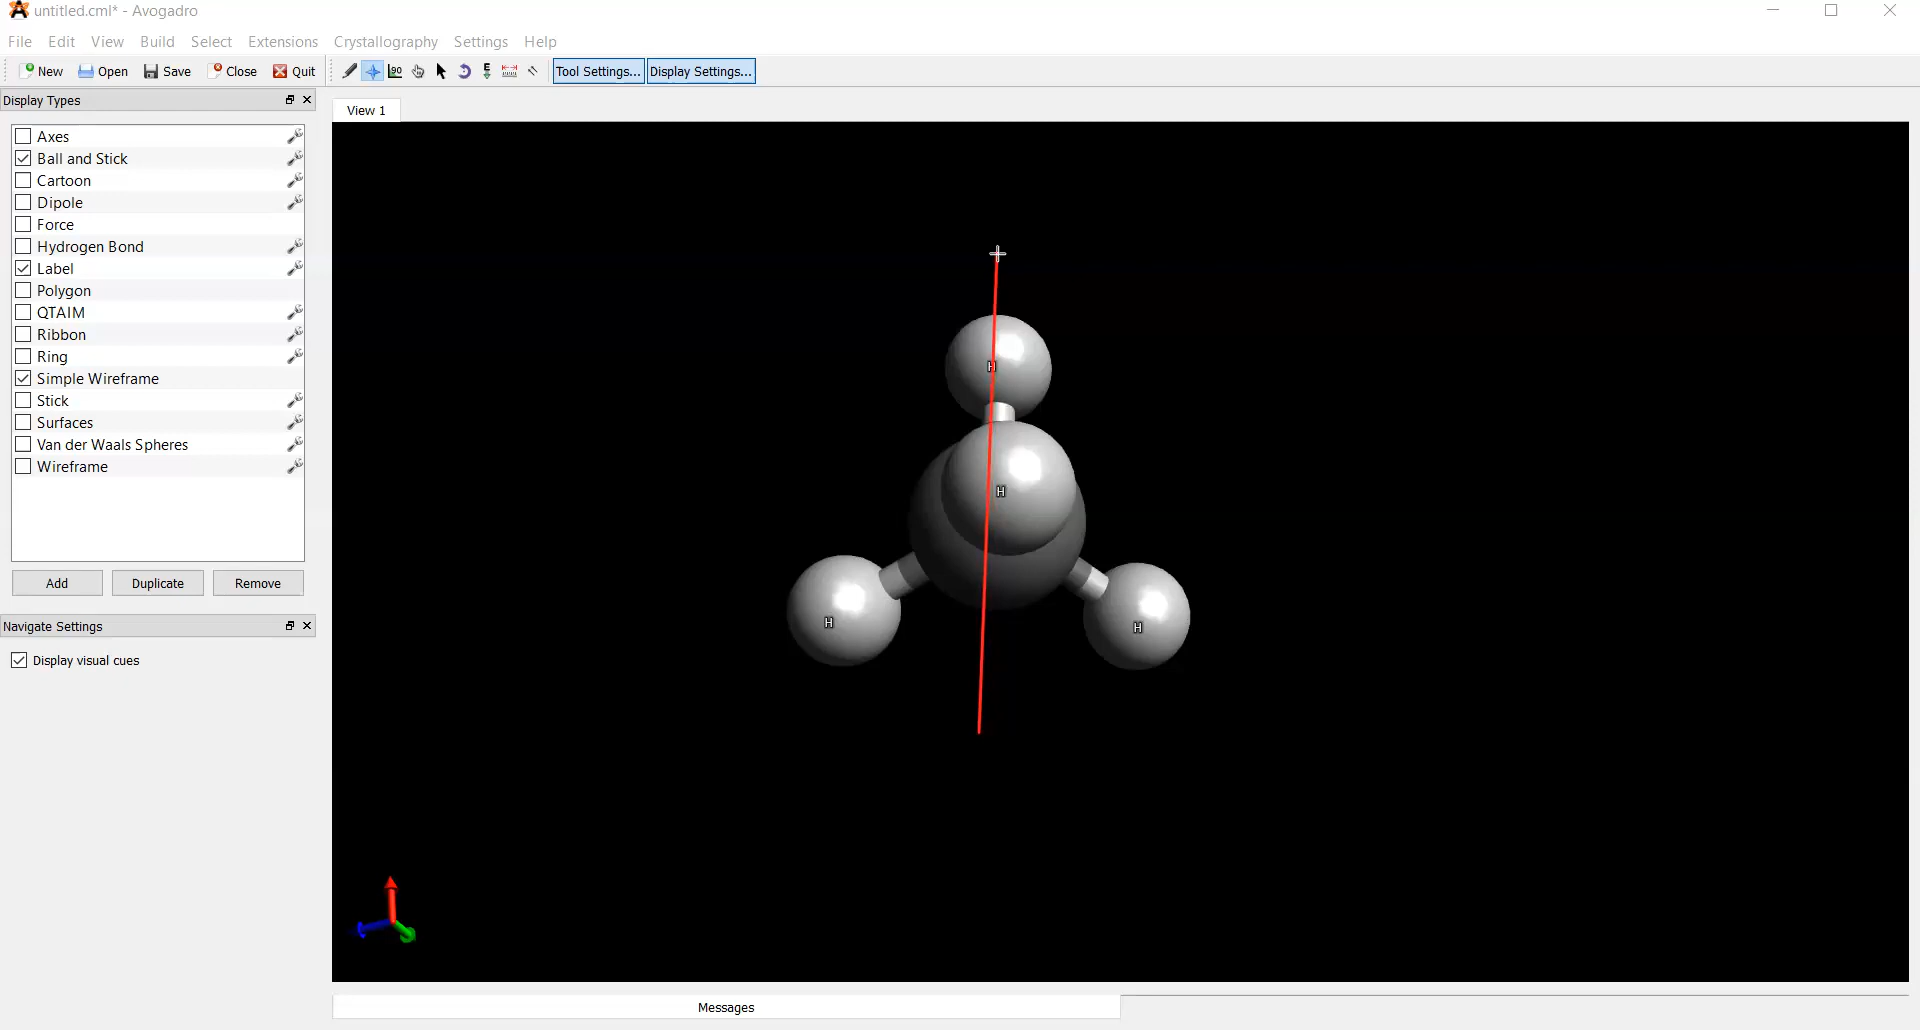 untitled.cml* - Avogadro
File Edit View Build Select Extensions Crystallography Settings Help
New Open Save Close Quit 90 E Tool Settings... Display Settings...
Display Types
View 1
Axes
Ball and Stick
Cartoon
Dipole
Force
Hydrogen Bond
Label
Polygon
QTAIM
Ribbon
Ring
Simple Wireframe
Stick
Surfaces
Van der Waals Spheres
Wireframe
Add Duplicate Remove
Navigate Settings
Display visual cues
H
H
H
H
Messages